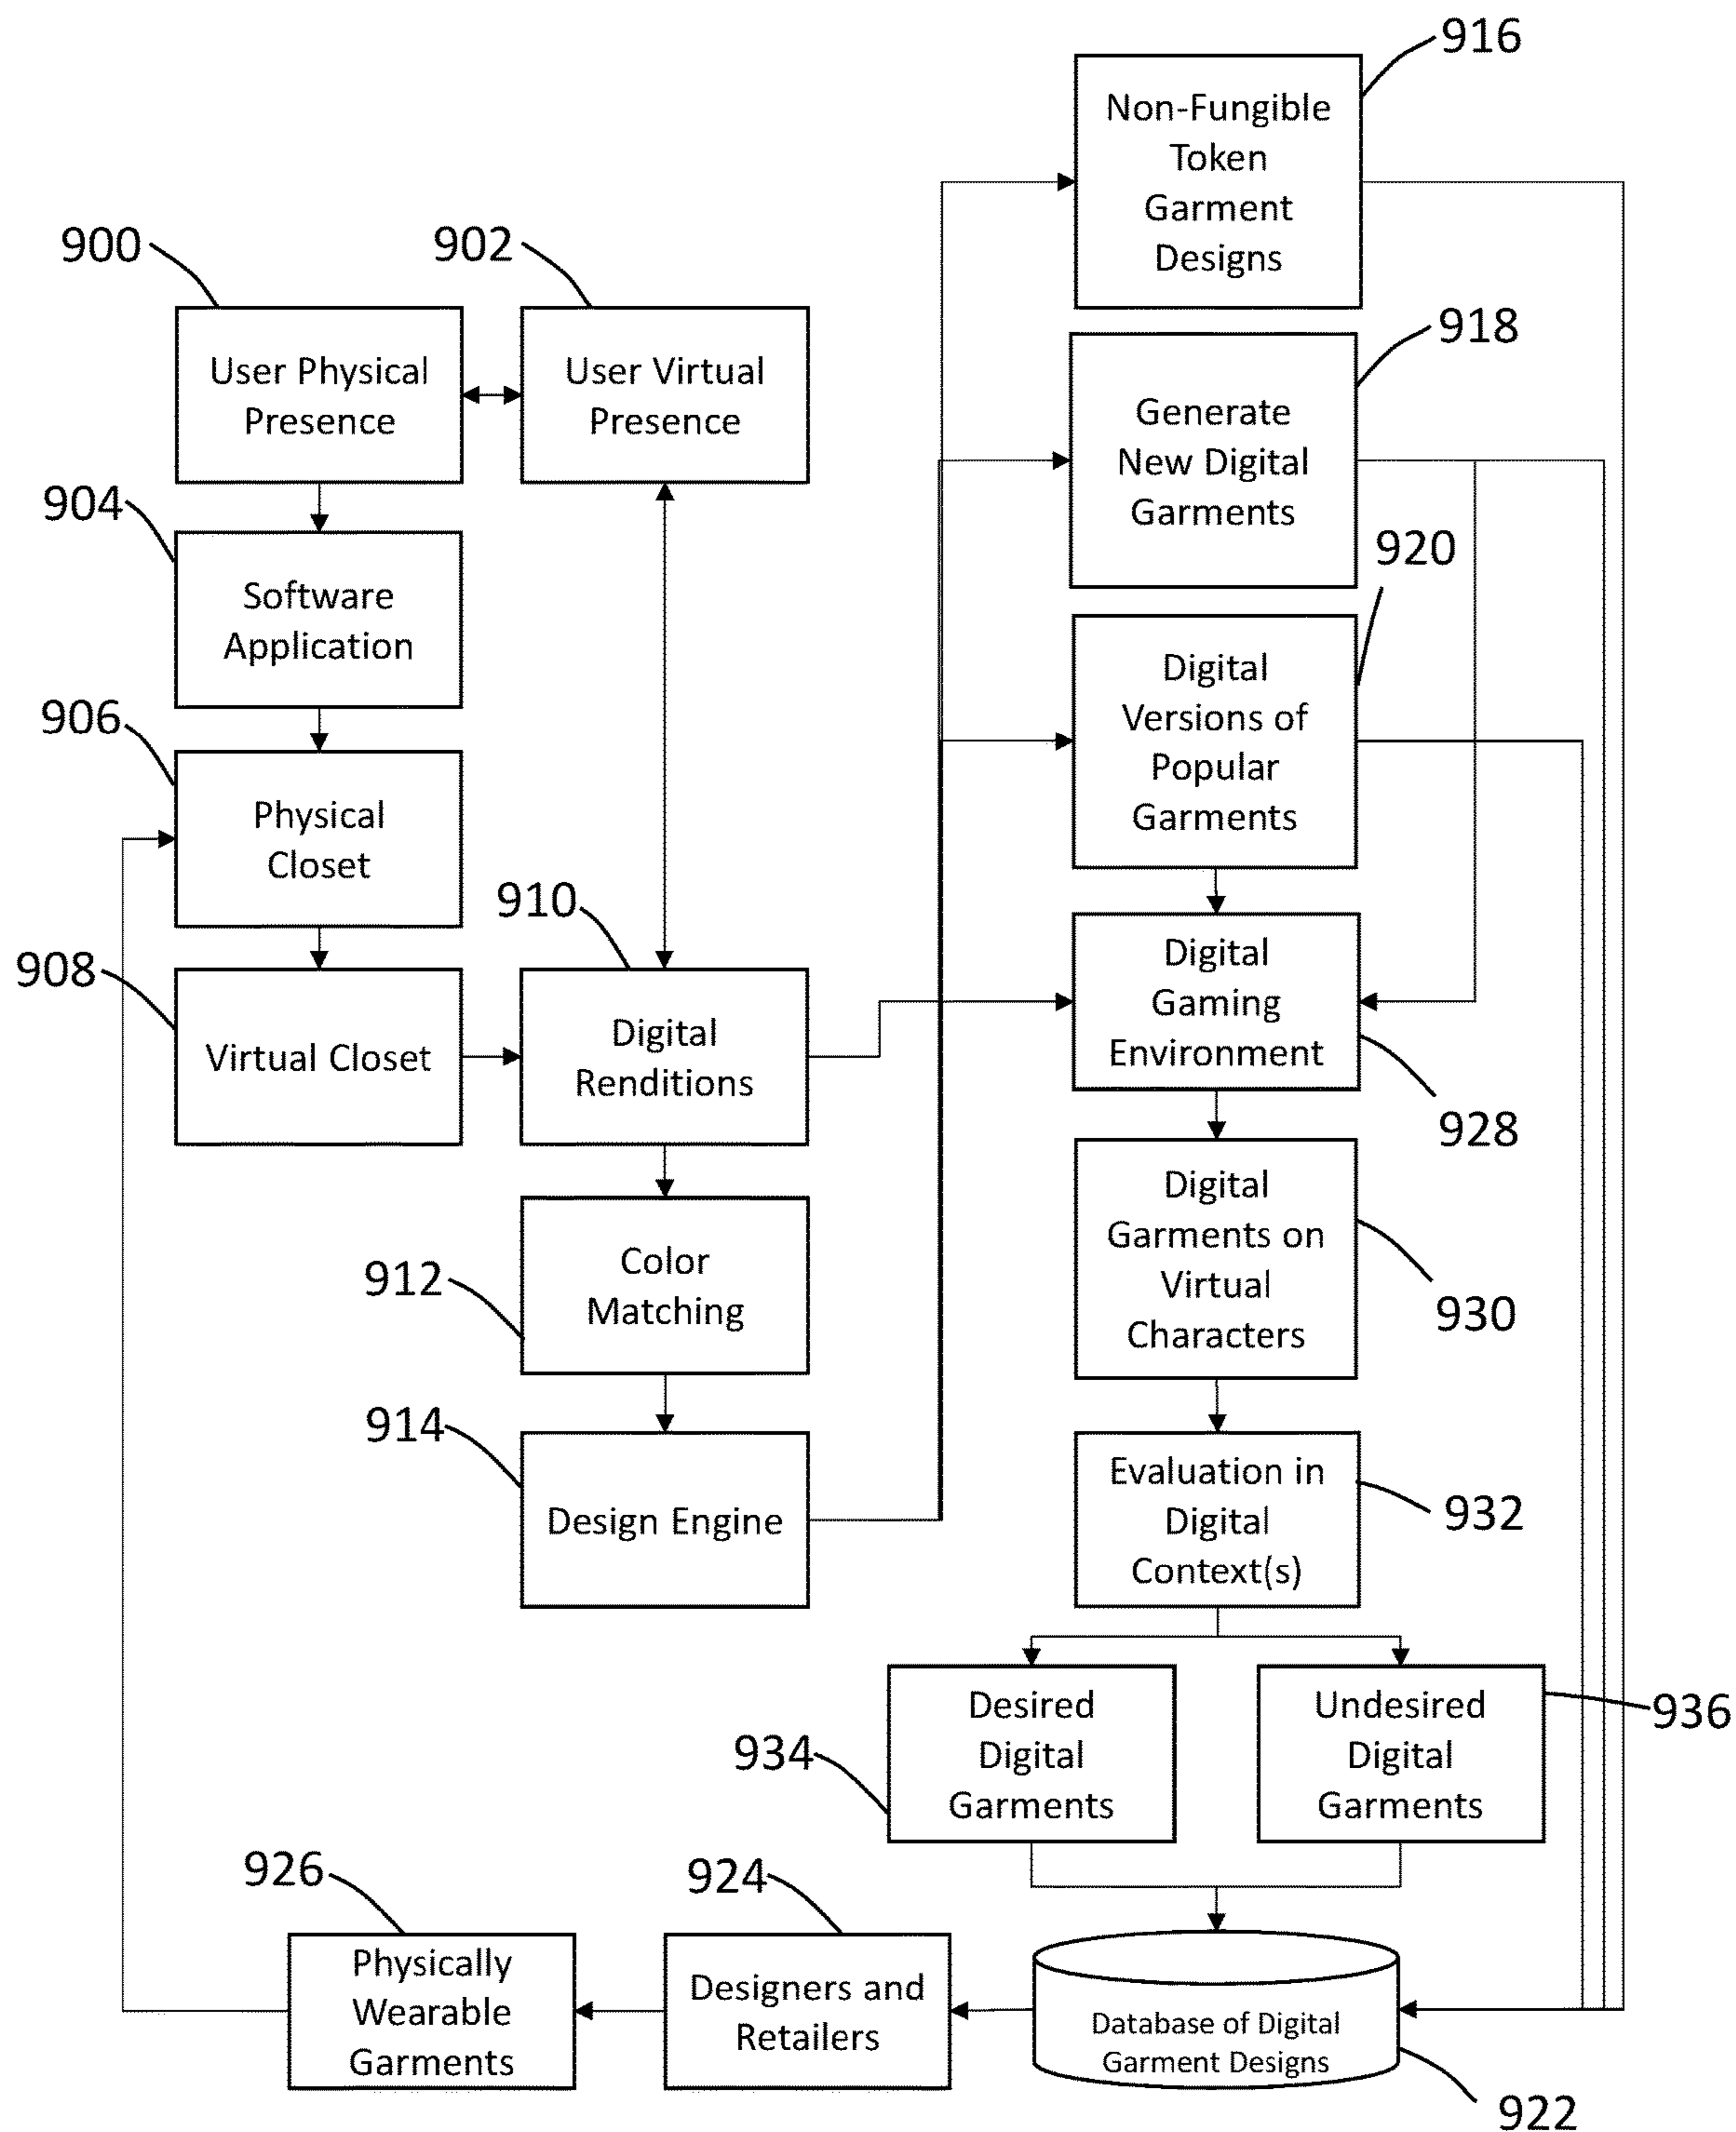 916
Non-Fungible
Token
Garment
Designs
900
902
User Physical
Presence
User Virtual
Presence
918
Generate
New Digital
Garments
904
Software
Application
920
Digital
Versions of
Popular
Garments
906
Physical
Closet
908
Virtual Closet
910
Digital
Renditions
Digital
Gaming
Environment
928
912
Color
Matching
Digital
Garments on
Virtual
Characters
930
914
Design Engine
Evaluation in
Digital
Context(s)
932
934
Desired
Digital
Garments
Undesired
Digital
Garments
936
926
Physically
Wearable
Garments
924
Designers and
Retailers
Database of Digital
Garment Designs
922